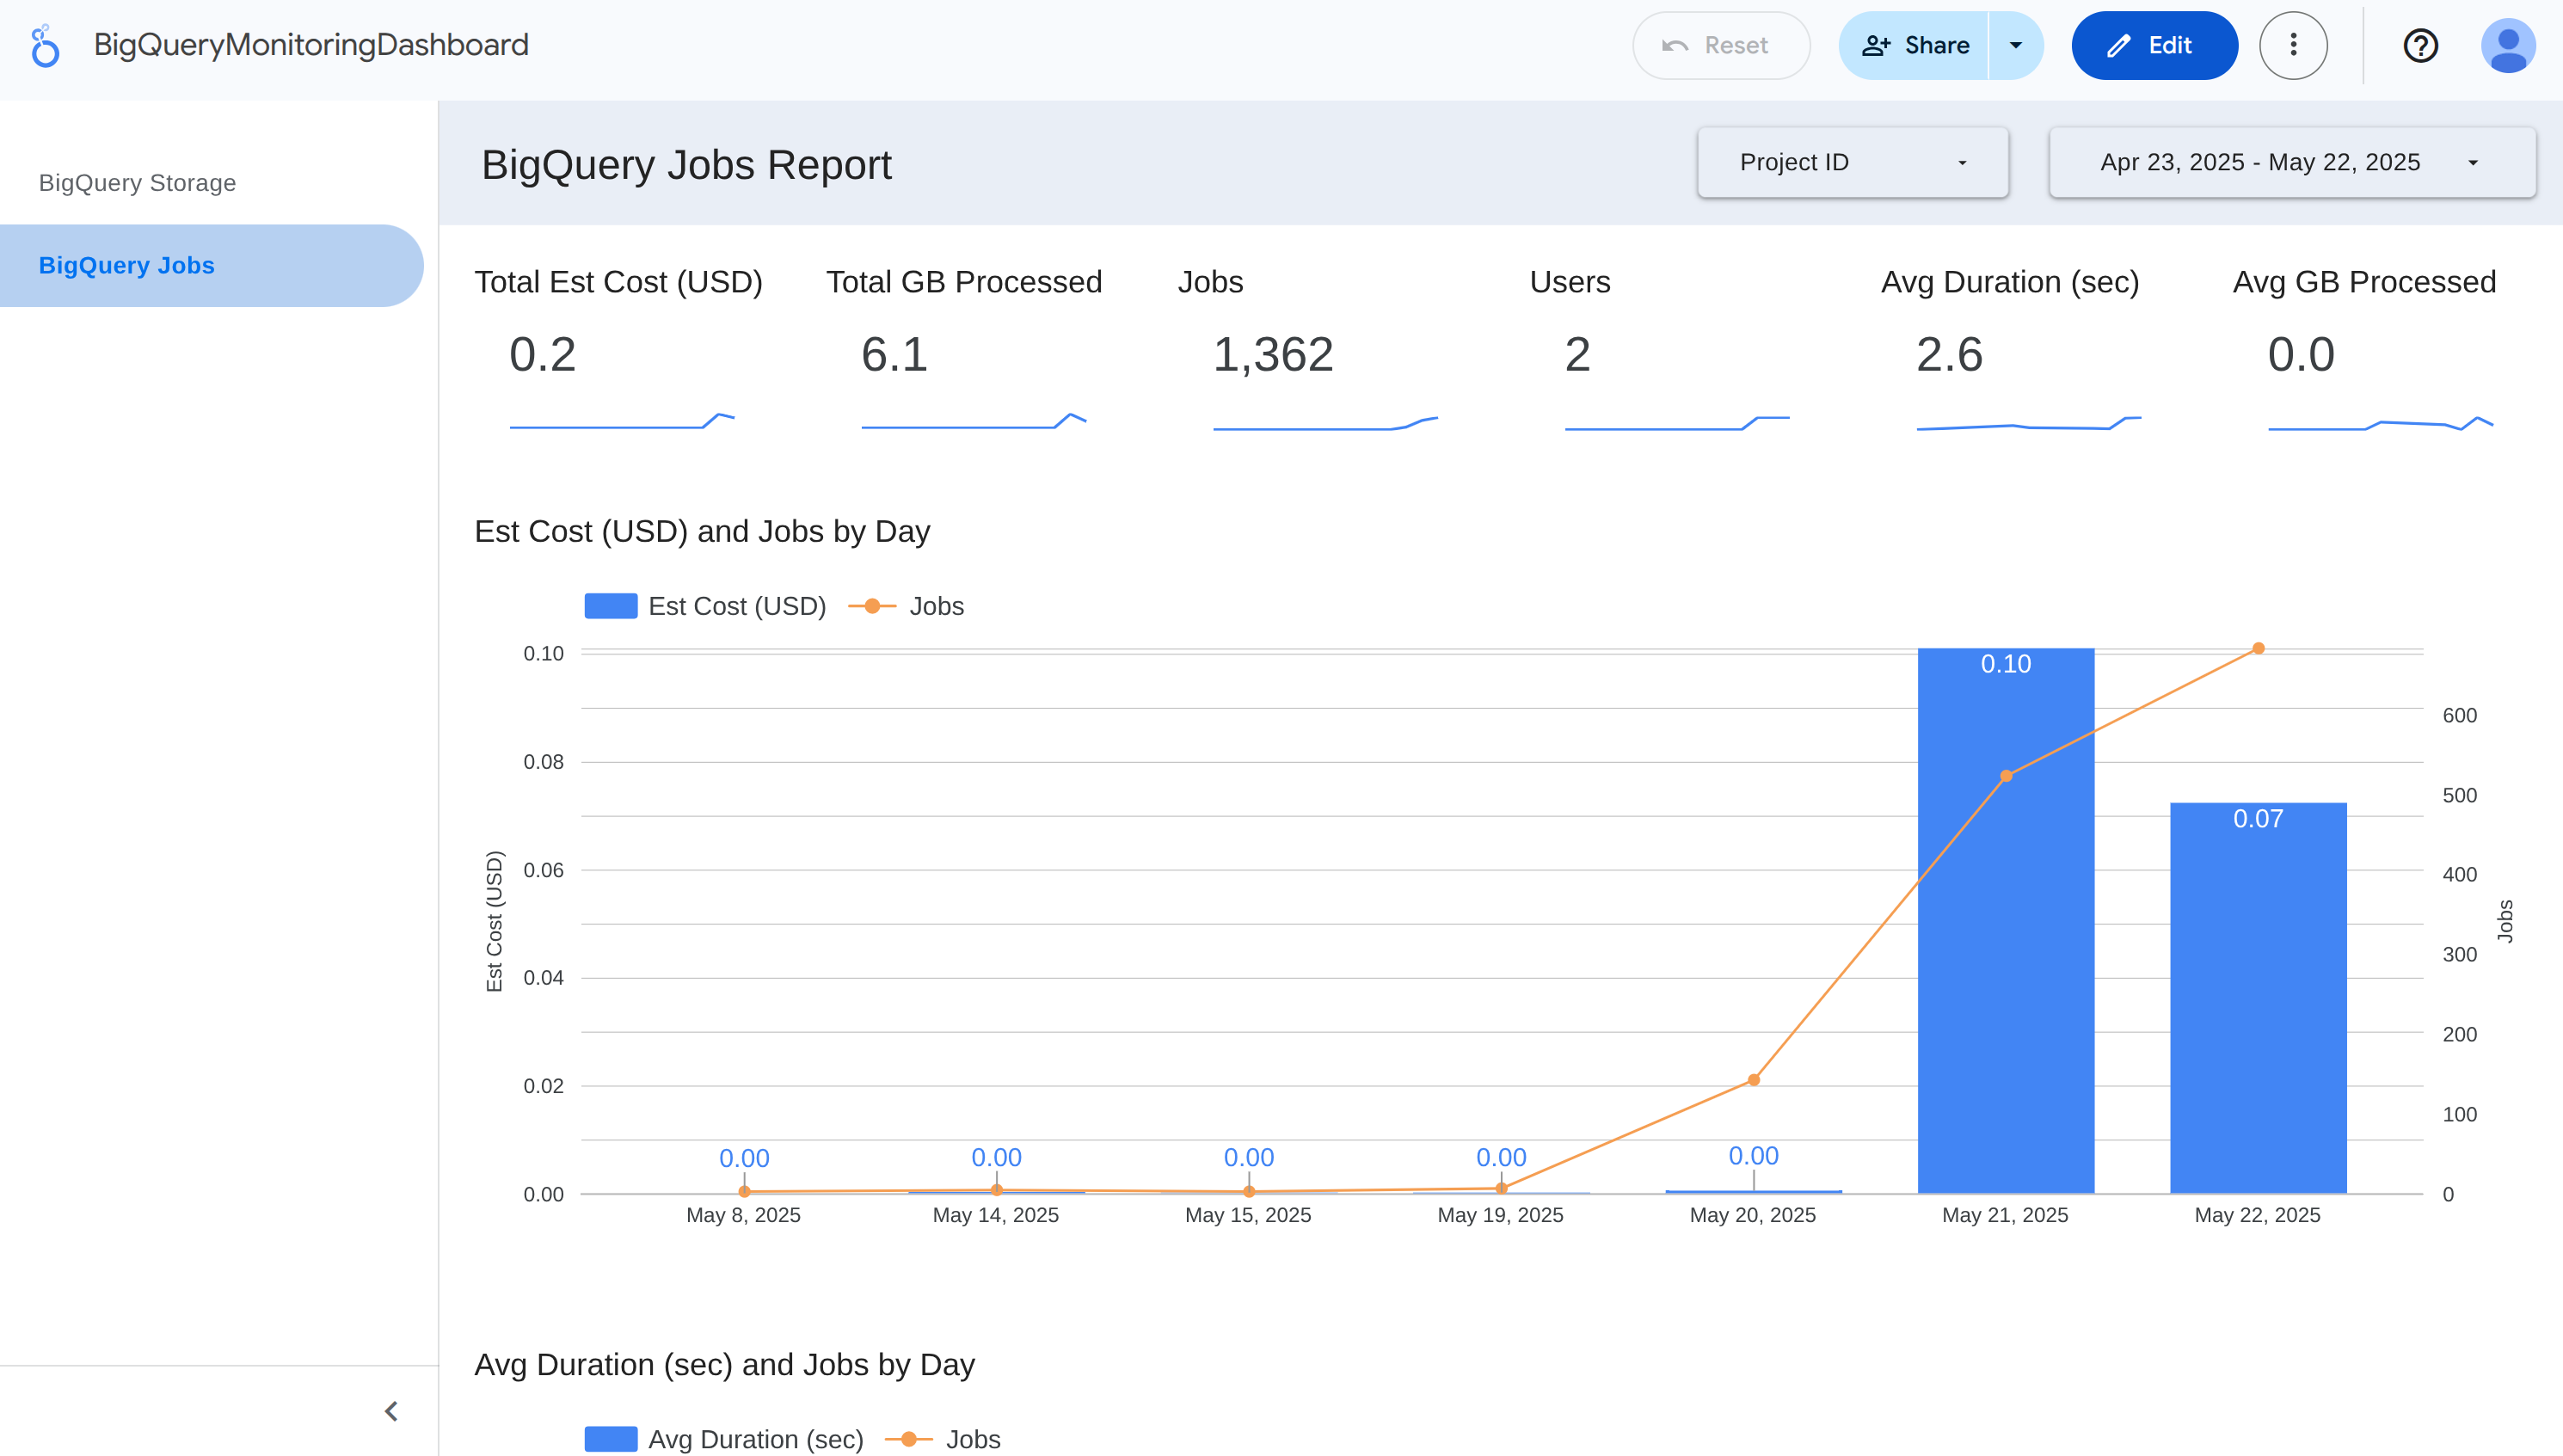 BigQueryMonitoringDashboard
Reset
Share
Edit
BigQuery Storage
BigQuery Jobs
BigQuery Jobs Report
Project ID
Apr 23, 2025 - May 22, 2025
Total Est Cost (USD)
0.2
Total GB Processed
6.1
Jobs
1,362
Users
2
Avg Duration (sec)
2.6
Avg GB Processed
0.0
Est Cost (USD) and Jobs by Day
Est Cost (USD)
Jobs
0.10
0.08
0.06
0.04
0.02
0.00
Est Cost (USD)
0.00
0.00
0.00
0.00
0.00
0.10
0.07
600
500
400
300
200
100
0
Jobs
May 8, 2025
May 14, 2025
May 15, 2025
May 19, 2025
May 20, 2025
May 21, 2025
May 22, 2025
Avg Duration (sec) and Jobs by Day
Avg Duration (sec)
Jobs